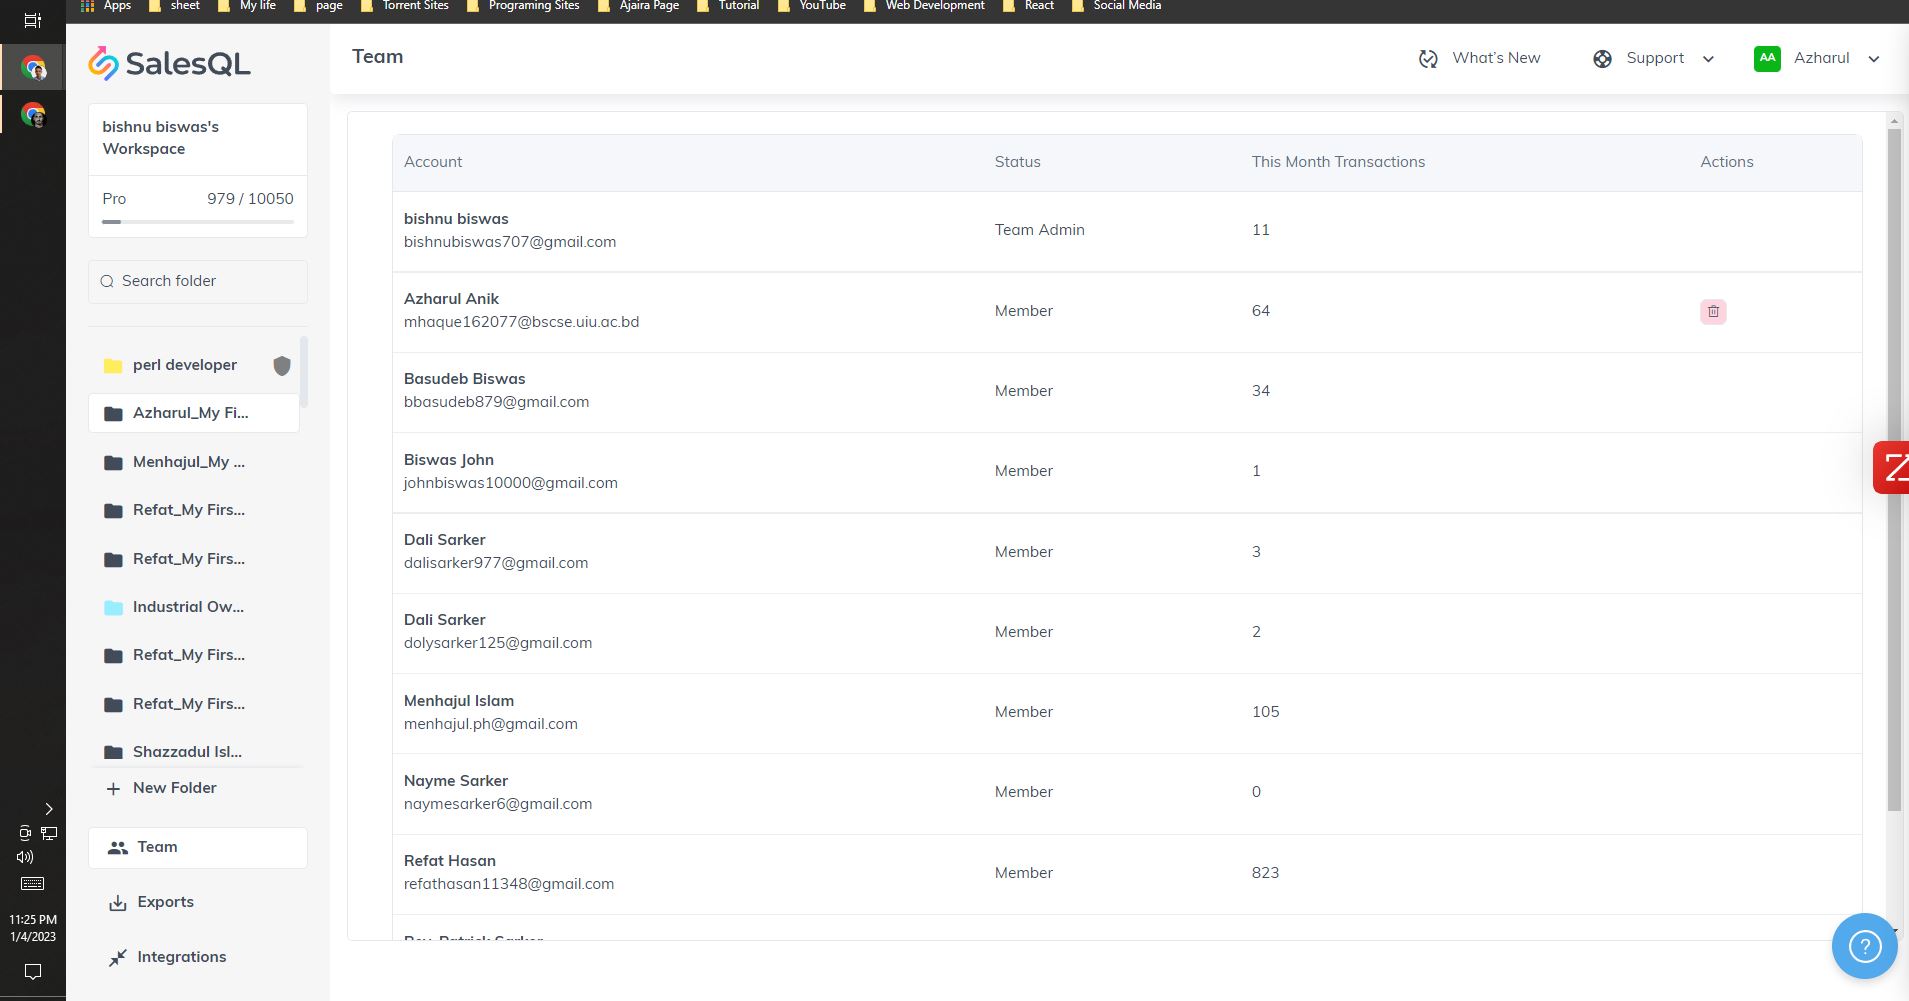 Apps sheet My life page Torrent Sites Programing Sites Ajaira Page Tutorial YouTube Web Development React Social Media
SalesQL
Team
What's New
Support
AA
Azharul
bishnu biswas's
Workspace
Pro 979 / 10050
Search folder
perl developer
Azharul_My Fi...
Menhajul_My ...
Refat_My Firs...
Refat_My Firs...
Industrial Ow...
Refat_My Firs...
Refat_My Firs...
Shazzadul Isl...
New Folder
Team
Exports
Integrations
Account Status This Month Transactions Actions
bishnu biswas
bishnubiswas707@gmail.com
Team Admin 11
Azharul Anik
mhaque162077@bscse.uiu.ac.bd
Member 64
Basudeb Biswas
bbasudeb879@gmail.com
Member 34
Biswas John
johnbiswas10000@gmail.com
Member 1
Dali Sarker
dalisarker977@gmail.com
Member 3
Dali Sarker
dolysarker125@gmail.com
Member 2
Menhajul Islam
menhajul.ph@gmail.com
Member 105
Nayme Sarker
naymesarker6@gmail.com
Member 0
Refat Hasan
refathasan11348@gmail.com
Member 823
11:25 PM
1/4/2023